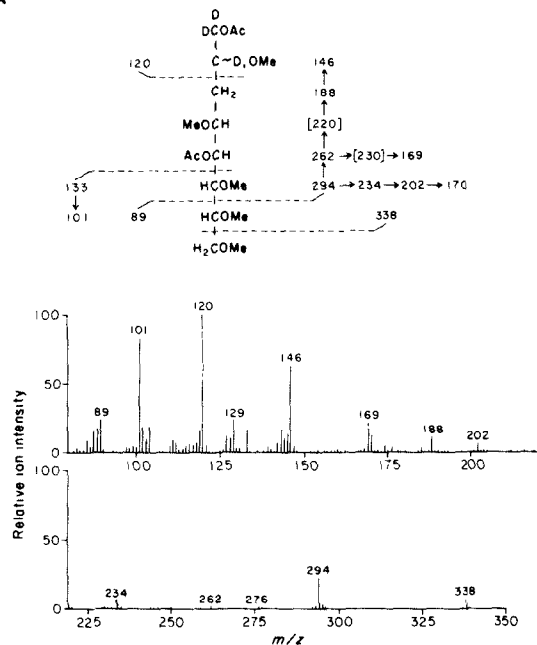 A
D
DCOAc
120 C~D,OMe 146
CH2 188
MeOCH [220]
AcOCH 262 → [230] → 169
133 HCOMe 294 → 234 → 202 → 170
101 89 HCOMe 338
H2COMe
Relative ion intensity
100
50
0
89
101
120
129
146
169
188
202
100 125 150 175 200
100
50
0
234
262
276
294
338
225 250 275 300 325 350
m/z